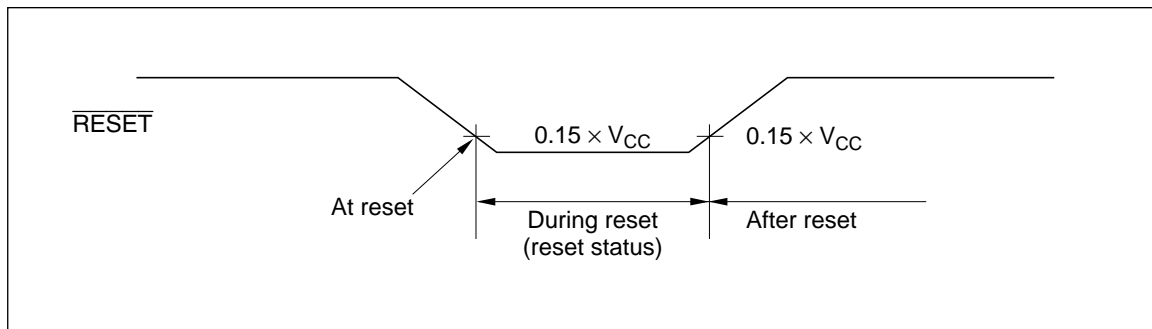 RESET
0.15 × VCC
0.15 × VCC
At reset
During reset
(reset status)
After reset